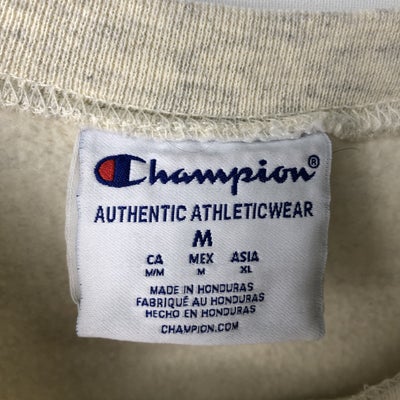 Champion®
AUTHENTIC ATHLETICWEAR
M
CA MEX ASIA
M/M M XL
MADE IN HONDURAS
FABRIQUÉ AU HONDURAS
HECHO EN HONDURAS
CHAMPION.COM